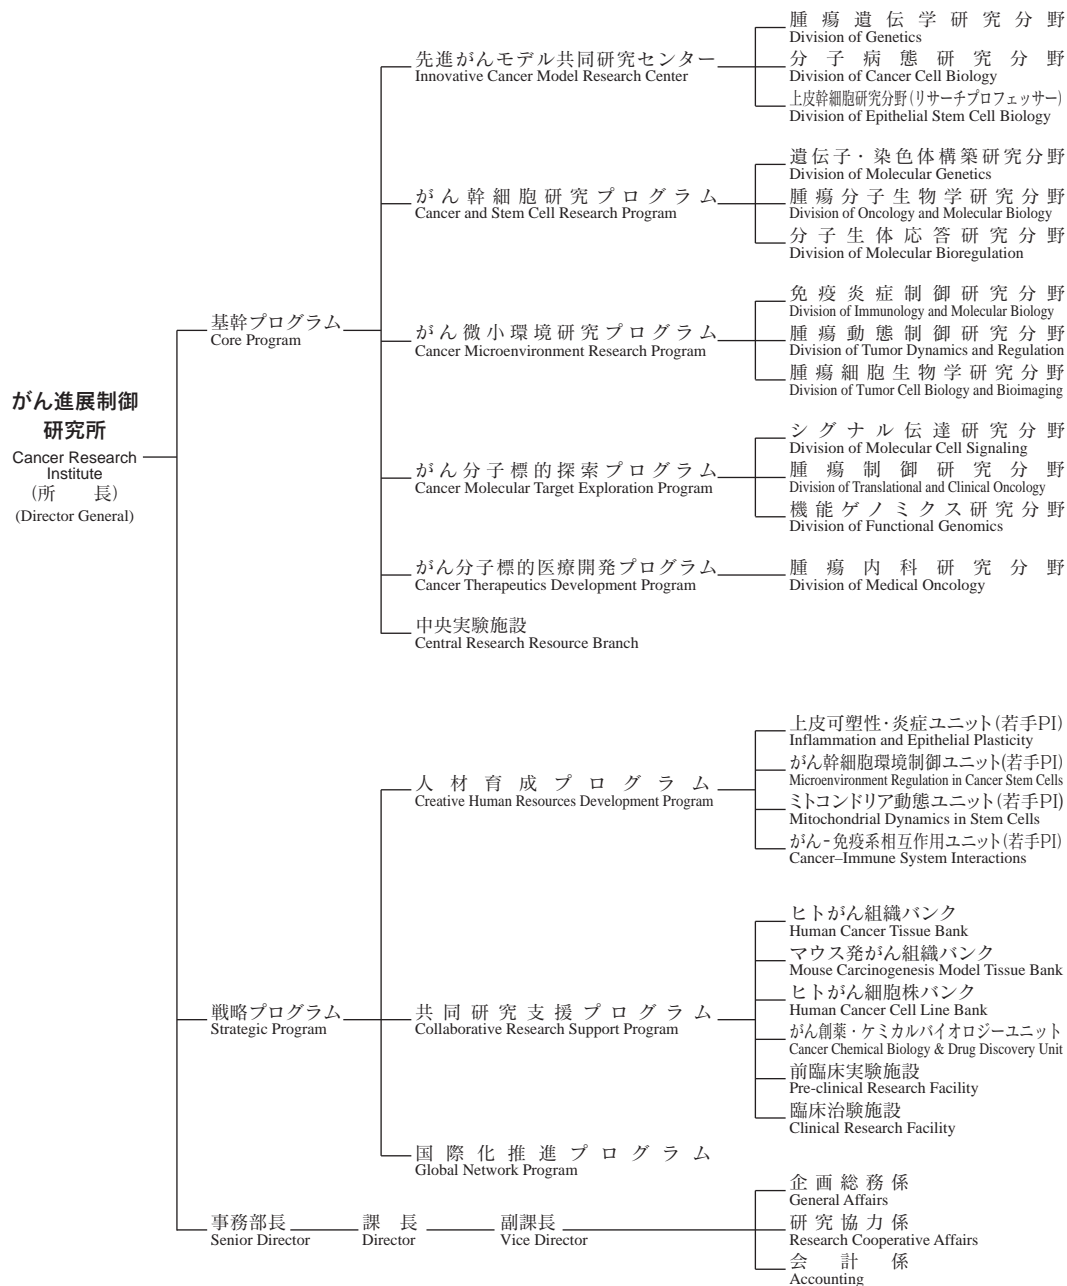 がん進展制御
研究所
Cancer Research
Institute
(所 長)
(Director General)
基幹プログラム
Core Program
先進がんモデル共同研究センター
Innovative Cancer Model Research Center
腫瘍遺伝学研究分野
Division of Genetics
分子病態研究分野
Division of Cancer Cell Biology
上皮幹細胞研究分野(リサーチプロフェッサー)
Division of Epithelial Stem Cell Biology
がん幹細胞研究プログラム
Cancer and Stem Cell Research Program
遺伝子・染色体構築研究分野
Division of Molecular Genetics
腫瘍分子生物学研究分野
Division of Oncology and Molecular Biology
分子生体応答研究分野
Division of Molecular Bioregulation
がん微小環境研究プログラム
Cancer Microenvironment Research Program
免疫炎症制御研究分野
Division of Immunology and Molecular Biology
腫瘍動態制御研究分野
Division of Tumor Dynamics and Regulation
腫瘍細胞生物学研究分野
Division of Tumor Cell Biology and Bioimaging
がん分子標的探索プログラム
Cancer Molecular Target Exploration Program
シグナル伝達研究分野
Division of Molecular Cell Signaling
腫瘍制御研究分野
Division of Translational and Clinical Oncology
機能ゲノミクス研究分野
Division of Functional Genomics
がん分子標的医療開発プログラム
Cancer Therapeutics Development Program
腫瘍内科研究分野
Division of Medical Oncology
中央実験施設
Central Research Resource Branch
戦略プログラム
Strategic Program
人材育成プログラム
Creative Human Resources Development Program
上皮可塑性・炎症ユニット(若手PI)
Inflammation and Epithelial Plasticity
がん幹細胞環境制御ユニット(若手PI)
Microenvironment Regulation in Cancer Stem Cells
ミトコンドリア動態ユニット(若手PI)
Mitochondrial Dynamics in Stem Cells
がん-免疫系相互作用ユニット(若手PI)
Cancer–Immune System Interactions
共同研究支援プログラム
Collaborative Research Support Program
ヒトがん組織バンク
Human Cancer Tissue Bank
マウス発がん組織バンク
Mouse Carcinogenesis Model Tissue Bank
ヒトがん細胞株バンク
Human Cancer Cell Line Bank
がん創薬・ケミカルバイオロジーユニット
Cancer Chemical Biology & Drug Discovery Unit
前臨床実験施設
Pre-clinical Research Facility
臨床治験施設
Clinical Research Facility
国際化推進プログラム
Global Network Program
事務部長
Senior Director
課 長
Director
副課長
Vice Director
企画総務係
General Affairs
研究協力係
Research Cooperative Affairs
会計係
Accounting